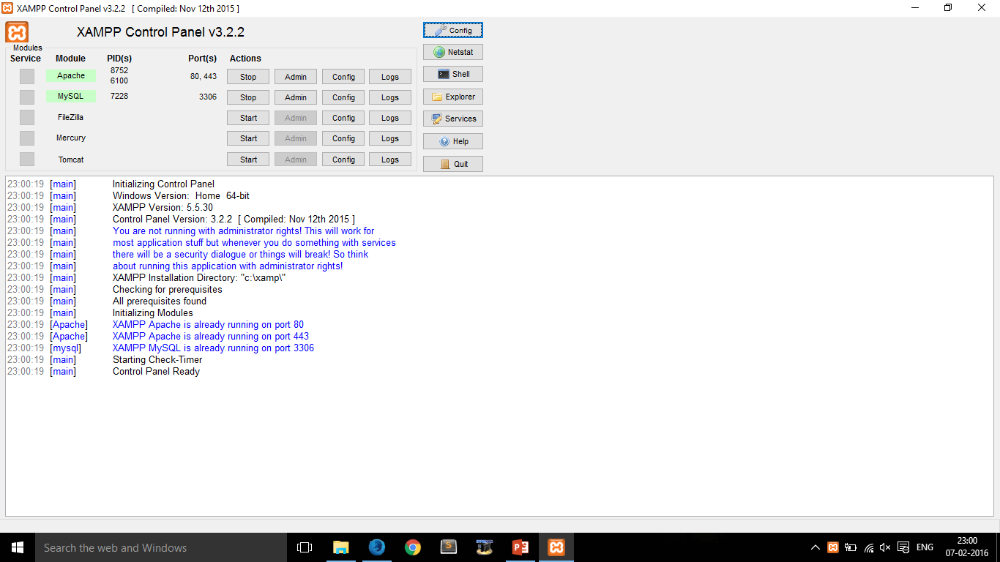 XAMPP Control Panel v3.2.2 [ Compiled: Nov 12th 2015 ]
XAMPP Control Panel v3.2.2
Config
Netstat
Shell
Explorer
Services
Help
Quit
Modules
Service Module PID(s) Port(s) Actions
Apache 8752 6100 80, 443 Stop Admin Config Logs
MySQL 7228 3306 Stop Admin Config Logs
FileZilla Start Admin Config Logs
Mercury Start Admin Config Logs
Tomcat Start Admin Config Logs
23:00:19 [main] Initializing Control Panel
23:00:19 [main] Windows Version: Home 64-bit
23:00:19 [main] XAMPP Version: 5.5.30
23:00:19 [main] Control Panel Version: 3.2.2 [ Compiled: Nov 12th 2015 ]
23:00:19 [main] You are not running with administrator rights! This will work for
23:00:19 [main] most application stuff but whenever you do something with services
23:00:19 [main] there will be a security dialogue or things will break! So think
23:00:19 [main] about running this application with administrator rights!
23:00:19 [main] XAMPP Installation Directory: "c:\xamp\"
23:00:19 [main] Checking for prerequisites
23:00:19 [main] All prerequisites found
23:00:19 [main] Initializing Modules
23:00:19 [Apache] XAMPP Apache is already running on port 80
23:00:19 [Apache] XAMPP Apache is already running on port 443
23:00:19 [mysql] XAMPP MySQL is already running on port 3306
23:00:19 [main] Starting Check-Timer
23:00:19 [main] Control Panel Ready
Search the web and Windows
ENG
23:00
07-02-2016